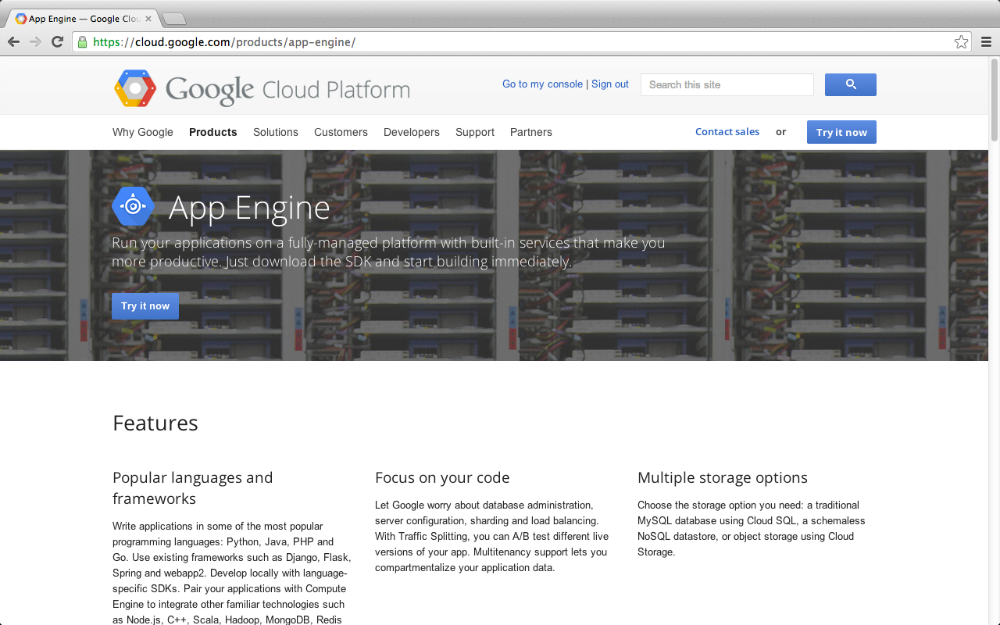 App Engine — Google Clou
https://cloud.google.com/products/app-engine/
Google Cloud Platform
Go to my console | Sign out
Search this site
Why Google Products Solutions Customers Developers Support Partners
Contact sales or Try it now
App Engine
Run your applications on a fully-managed platform with built-in services that make you
more productive. Just download the SDK and start building immediately.
Try it now
Features
Popular languages and
frameworks
Write applications in some of the most popular
programming languages: Python, Java, PHP and
Go. Use existing frameworks such as Django, Flask,
Spring and webapp2. Develop locally with language-
specific SDKs. Pair your applications with Compute
Engine to integrate other familiar technologies such
as Node.js, C++, Scala, Hadoop, MongoDB, Redis
Focus on your code
Let Google worry about database administration,
server configuration, sharding and load balancing.
With Traffic Splitting, you can A/B test different live
versions of your app. Multitenancy support lets you
compartmentalize your application data.
Multiple storage options
Choose the storage option you need: a traditional
MySQL database using Cloud SQL, a schemaless
NoSQL datastore, or object storage using Cloud
Storage.